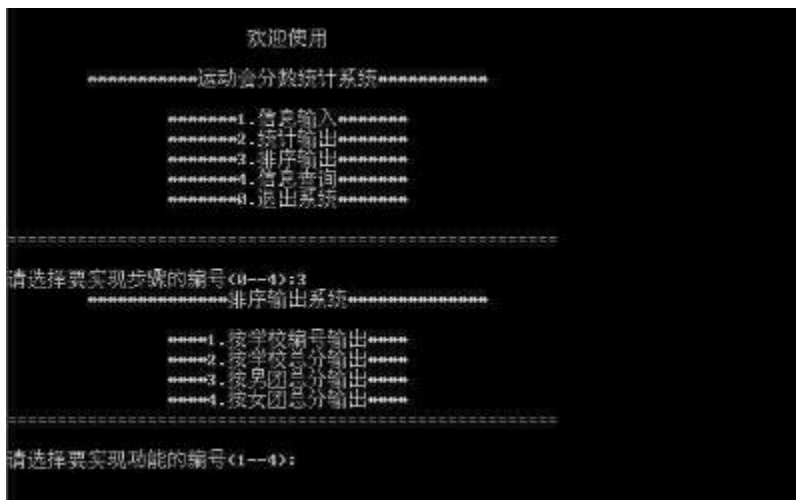 欢迎使用
***********运动会分数统计系统***********
*******1.信息输入*******
*******2.统计输出*******
*******3.排序输出*******
*******4.信息查询*******
*******0.退出系统*******
=======================================================
请选择要实现步骤的编号(0--4):3
**************排序输出系统**************
****1.按学校编号输出****
****2.按学校总分输出****
****3.按男团总分输出****
****4.按女团总分输出****
=======================================================
请选择要实现功能的编号(1--4):